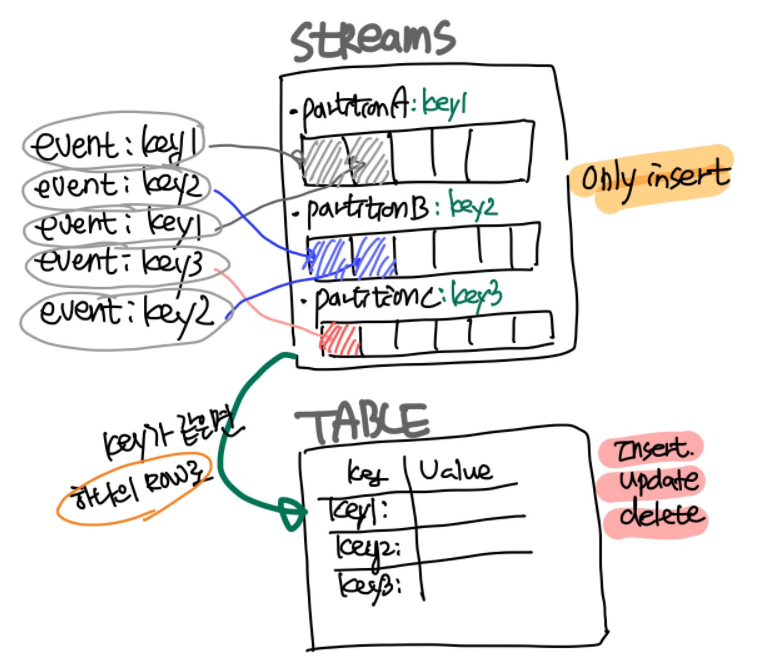 streams
· partitionA : key1
event : key1
event : key2
event : key1
event : key3
event : key2
· partitionB : key2
· partitionC : key3
only insert
key가 같은면
하나의 ROW로
TABLE
key Value
key1:
key2:
key3:
Insert.
update
delete